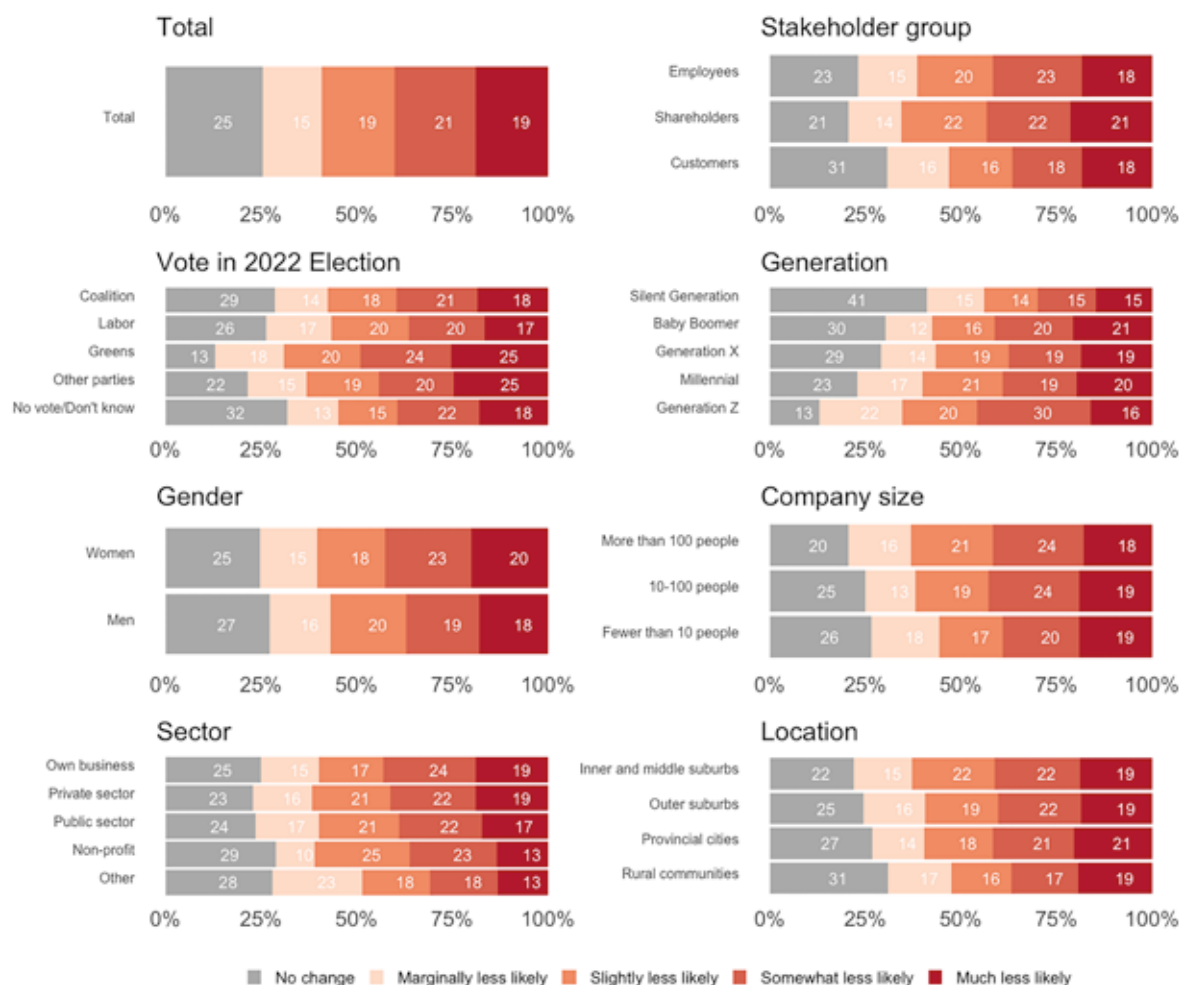 Total
Total 25 15 19 21 19
0% 25% 50% 75% 100%
Stakeholder group
Employees 23 15 20 23 18
Shareholders 21 14 22 22 21
Customers 31 16 16 18 18
0% 25% 50% 75% 100%
Vote in 2022 Election
Coalition 29 14 18 21 18
Labor 26 17 20 20 17
Greens 13 18 20 24 25
Other parties 22 15 19 20 25
No vote/Don't know 32 13 15 22 18
0% 25% 50% 75% 100%
Generation
Silent Generation 41 15 14 15 15
Baby Boomer 30 12 16 20 21
Generation X 29 14 19 19 19
Millennial 23 17 21 19 20
Generation Z 13 22 20 30 16
0% 25% 50% 75% 100%
Gender
Women 25 15 18 23 20
Men 27 16 20 19 18
0% 25% 50% 75% 100%
Company size
More than 100 people 20 16 21 24 18
10-100 people 25 13 19 24 19
Fewer than 10 people 26 18 17 20 19
0% 25% 50% 75% 100%
Sector
Own business 25 15 17 24 19
Private sector 23 16 21 22 19
Public sector 24 17 21 22 17
Non-profit 29 10 25 23 13
Other 28 23 18 18 13
0% 25% 50% 75% 100%
Location
Inner and middle suburbs 22 15 22 22 19
Outer suburbs 25 16 19 22 19
Provincial cities 27 14 18 21 21
Rural communities 31 17 16 17 19
0% 25% 50% 75% 100%
No change Marginally less likely Slightly less likely Somewhat less likely Much less likely